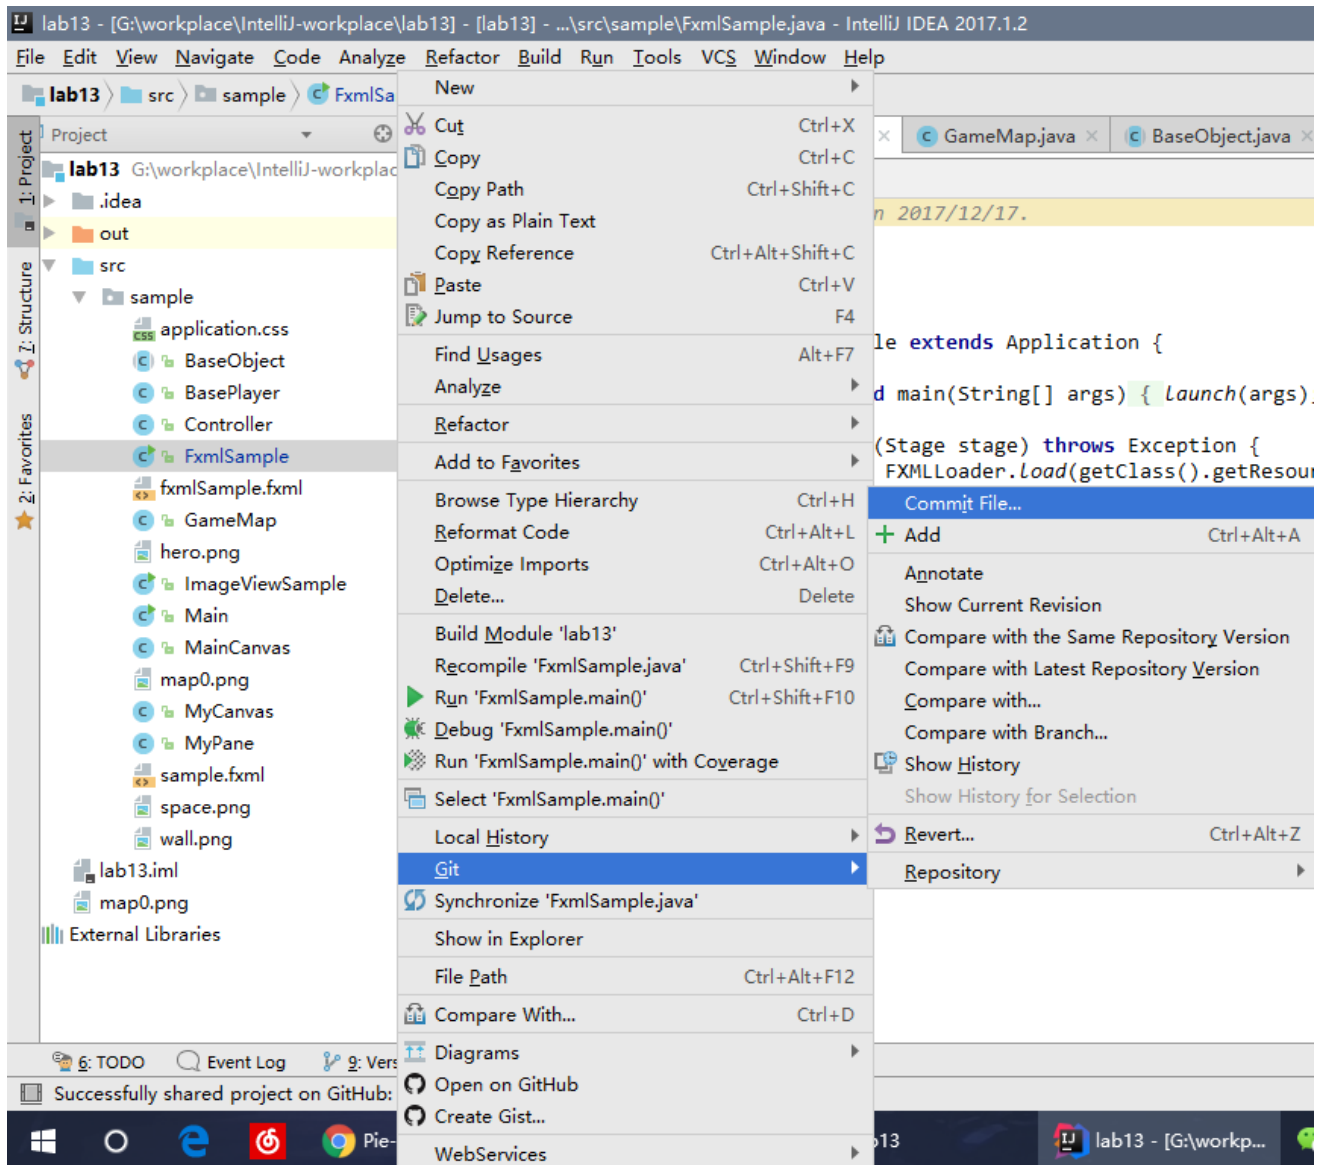 lab13 - [G:\workplace\IntelliJ-workplace\lab13] - [lab13] - ...\src\sample\FxmlSample.java - IntelliJ IDEA 2017.1.2
File Edit View Navigate Code Analyze Refactor Build Run Tools VCS Window Help
lab13 src sample FxmlSa
Project
GameMap.java BaseObject.java
1: Project
7: Structure
2: Favorites
lab13 G:\workplace\IntelliJ-workplac
.idea
out
src
sample
application.css
BaseObject
BasePlayer
Controller
FxmlSample
fxmlSample.fxml
GameMap
hero.png
ImageViewSample
Main
MainCanvas
map0.png
MyCanvas
MyPane
sample.fxml
space.png
wall.png
lab13.iml
map0.png
External Libraries
New
Cut Ctrl+X
Copy Ctrl+C
Copy Path Ctrl+Shift+C
Copy as Plain Text
Copy Reference Ctrl+Alt+Shift+C
Paste Ctrl+V
Jump to Source F4
Find Usages Alt+F7
Analyze
Refactor
Add to Favorites
Browse Type Hierarchy Ctrl+H
Reformat Code Ctrl+Alt+L
Optimize Imports Ctrl+Alt+O
Delete... Delete
Build Module 'lab13'
Recompile 'FxmlSample.java' Ctrl+Shift+F9
Run 'FxmlSample.main()' Ctrl+Shift+F10
Debug 'FxmlSample.main()'
Run 'FxmlSample.main()' with Coverage
Select 'FxmlSample.main()'
Local History
Git
Synchronize 'FxmlSample.java'
Show in Explorer
File Path Ctrl+Alt+F12
Compare With... Ctrl+D
Diagrams
Open on GitHub
Create Gist...
WebServices
n 2017/12/17.
le extends Application {
d main(String[] args) { launch(args)
(Stage stage) throws Exception {
FXMLLoader.load(getClass().getResou
Commit File...
Add Ctrl+Alt+A
Annotate
Show Current Revision
Compare with the Same Repository Version
Compare with Latest Repository Version
Compare with...
Compare with Branch...
Show History
Show History for Selection
Revert... Ctrl+Alt+Z
Repository
6: TODO Event Log 9: Vers
Successfully shared project on GitHub:
Pie- 13 lab13 - [G:\workp...